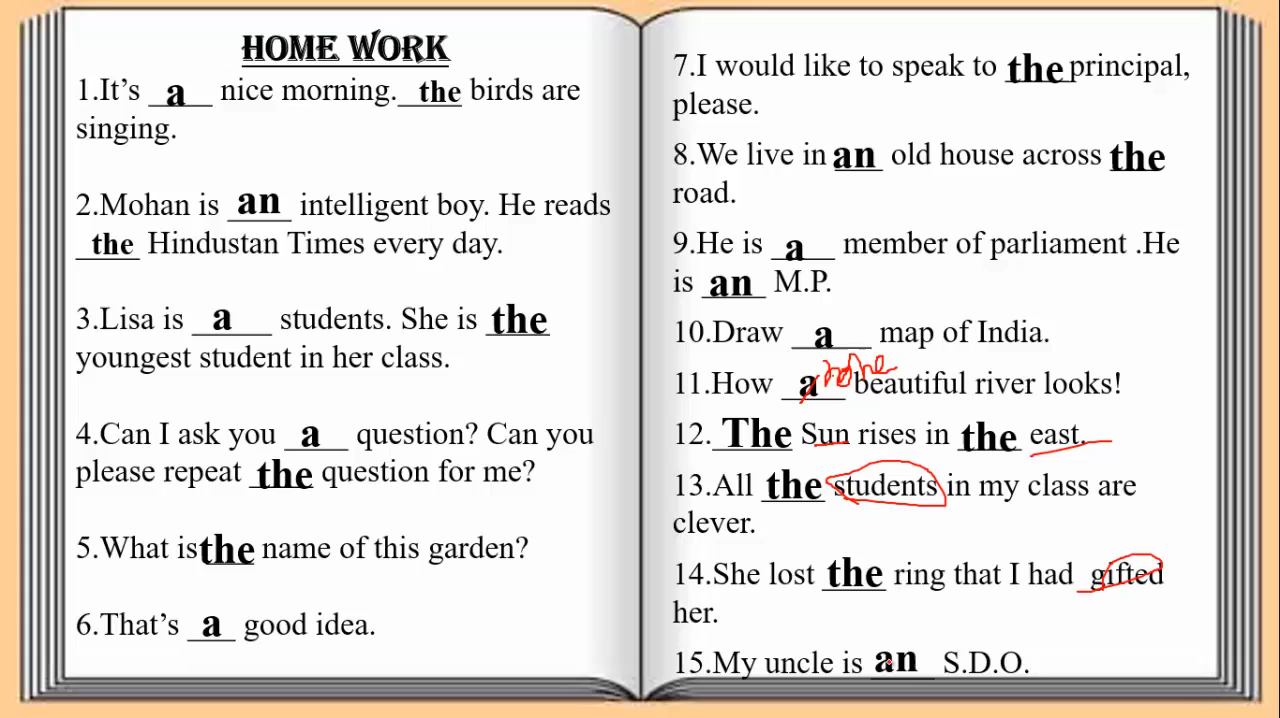 HOME WORK
1.It's a nice morning. the birds are
singing.
2.Mohan is an intelligent boy. He reads
the Hindustan Times every day.
3.Lisa is a students. She is the
youngest student in her class.
4.Can I ask you a question? Can you
please repeat the question for me?
5.What is the name of this garden?
6.That's a good idea.
7.I would like to speak to the principal,
please.
8.We live in an old house across the
road.
9.He is a member of parliament .He
is an M.P.
10.Draw a map of India.
11.How a beautiful river looks!
12. The Sun rises in the east.
13.All the students in my class are
clever.
14.She lost the ring that I had gifted
her.
15.My uncle is an S.D.O.